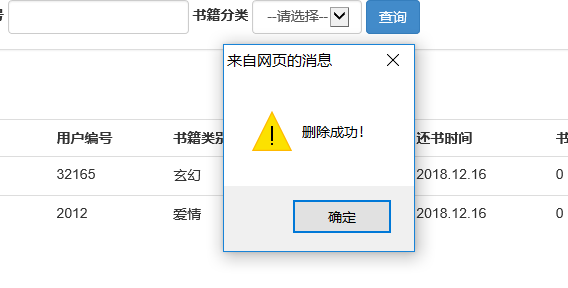 号 书籍分类 --请选择-- 查询
来自网页的消息
删除成功！
确定
用户编号 书籍类别 还书时间 书
32165 玄幻 2018.12.16 0
2012 爱情 2018.12.16 0